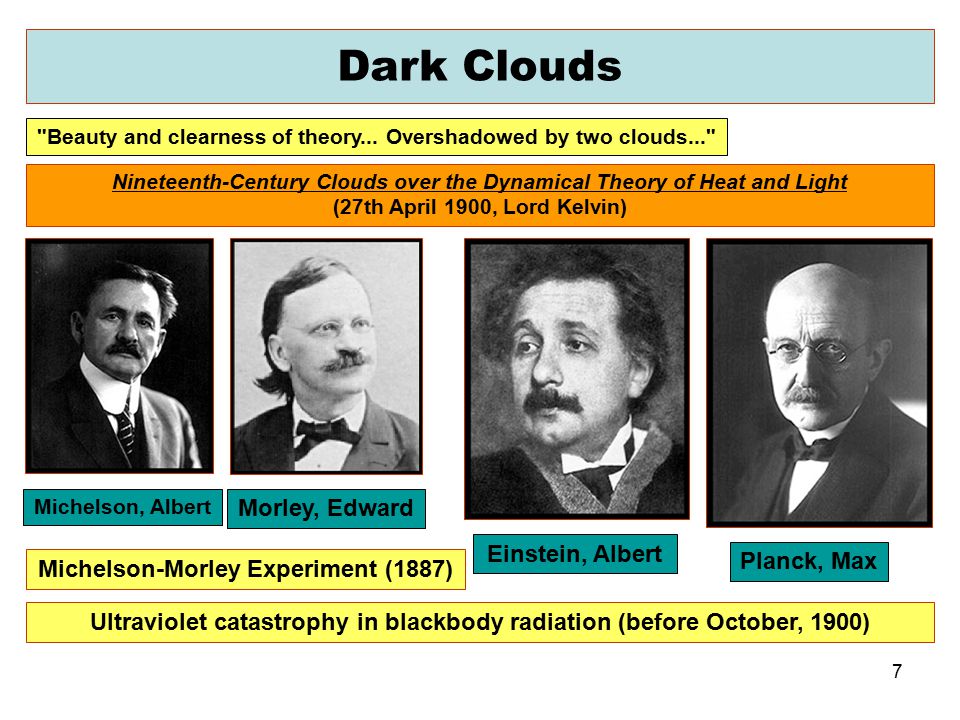 Dark Clouds
"Beauty and clearness of theory... Overshadowed by two clouds..."
Nineteenth-Century Clouds over the Dynamical Theory of Heat and Light
(27th April 1900, Lord Kelvin)
Michelson, Albert
Morley, Edward
Einstein, Albert
Planck, Max
Michelson-Morley Experiment (1887)
Ultraviolet catastrophy in blackbody radiation (before October, 1900)
7